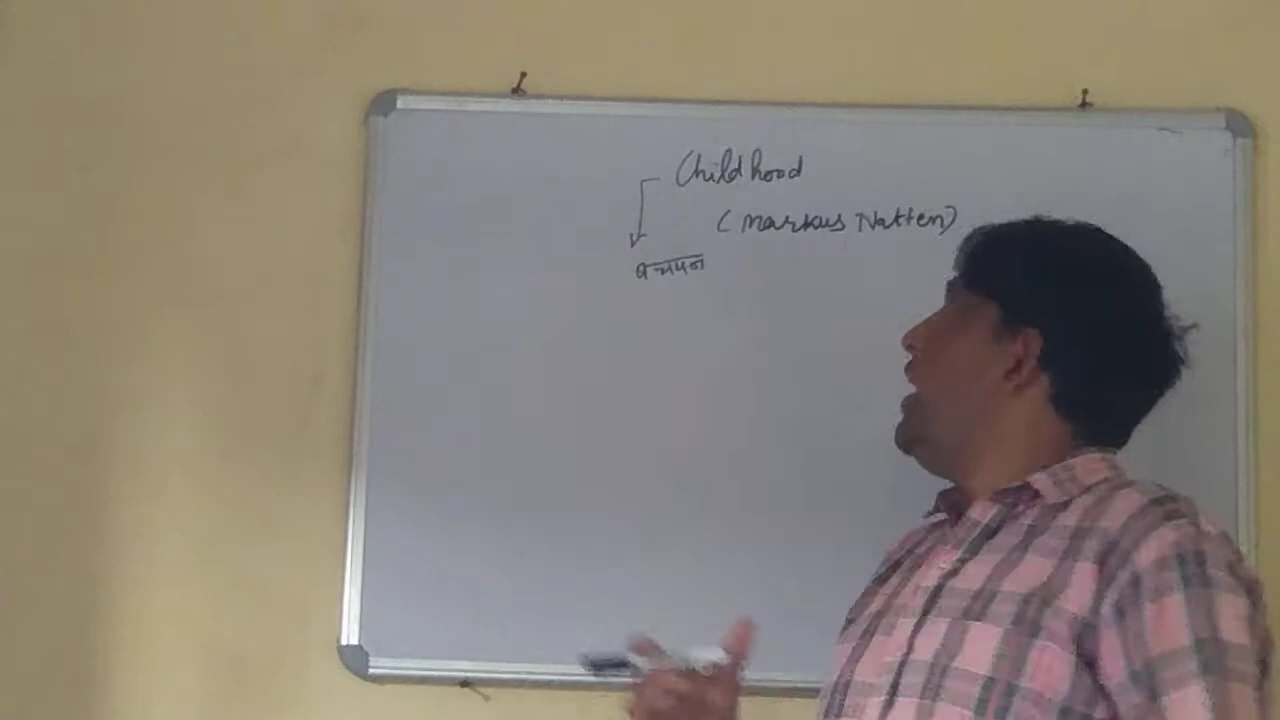 Childhood
(Markus Natten)
बचपन